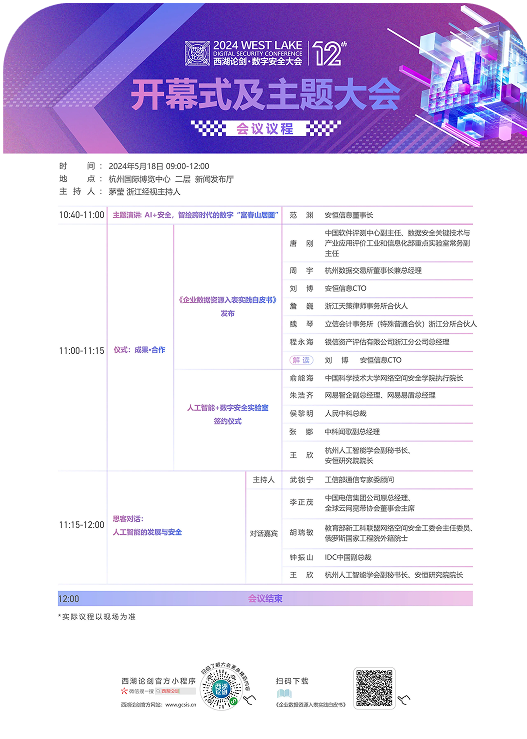 2024 WEST LAKE
DIGITAL SECURITY CONFERENCE
西湖论剑·数字安全大会
12th
AI
开幕式及主题大会
会议议程
时 间：2024年5月18日 09:00-12:00
地 点：杭州国际博览中心 二层 新闻发布厅
主 持 人：茅莹 浙江经视主持人
10:40-11:00 主题演讲: AI+安全，智绘跨时代的数字“富春山居图” 范 渊 安恒信息董事长
11:00-11:15 仪式：成果·合作
《企业数据资源入表实践白皮书》
发布
唐 刚 中国软件评测中心副主任、数据安全关键技术与
产业应用评价工业和信息化部重点实验室常务副
主任
周 宇 杭州数据交易所董事长兼总经理
刘 博 安恒信息CTO
詹 巍 浙江天策律师事务所合伙人
魏 琴 立信会计事务所（特殊普通合伙）浙江分所合伙人
程永海 银信资产评估有限公司浙江分公司总经理
解 读 刘 博 安恒信息CTO
人工智能+数字安全实验室
签约仪式
俞能海 中国科学技术大学网络空间安全学院执行院长
朱浩齐 网易智企副总经理、网易易盾总经理
侯黎明 人民中科总裁
张 娜 中科闻歌副总经理
王 欣 杭州人工智能学会副秘书长、
安恒研究院院长
11:15-12:00 思客对话：
人工智能的发展与安全
主持人 武锁宁 工信部通信专家委顾问
对话嘉宾
李正茂 中国电信集团公司原总经理、
全球云网宽带协会董事会主席
胡瑞敏 教育部新工科联盟网络空间安全工委会主任委员、
俄罗斯国家工程院外籍院士
钟振山 IDC中国副总裁
王 欣 杭州人工智能学会副秘书长、安恒研究院院长
12:00 会议结束
*实际议程以现场为准
西湖论剑官方小程序
微信搜一搜 西湖论剑
西湖论剑官方网站：www.gcsis.cn
扫码下载
《企业数据资源入表实践白皮书》